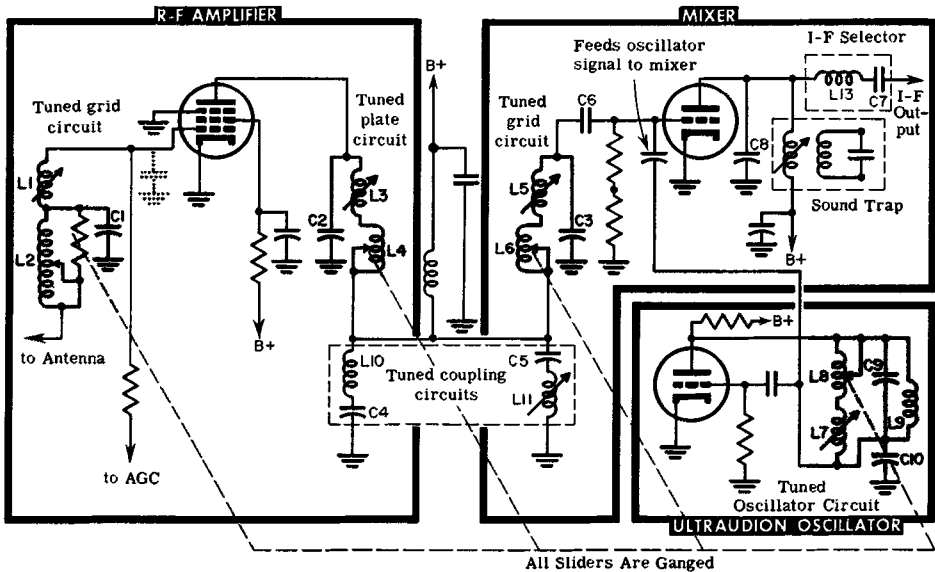 R-F AMPLIFIER
MIXER
B+
Feeds oscillator
signal to mixer
I-F Selector
L13
C7
I-F
Out-
put
Tuned grid
circuit
Tuned
plate
circuit
Tuned
grid
circuit
C6
L1
C1
L2
C2
L3
L4
L5
L6
C3
C8
Sound Trap
B+
to Antenna
B+
L10
C4
Tuned coupling
circuits
C5
L11
to AGC
B+
L8
C9
L9
L7
C10
Tuned
Oscillator Circuit
ULTRAUDION OSCILLATOR
All Sliders Are Ganged